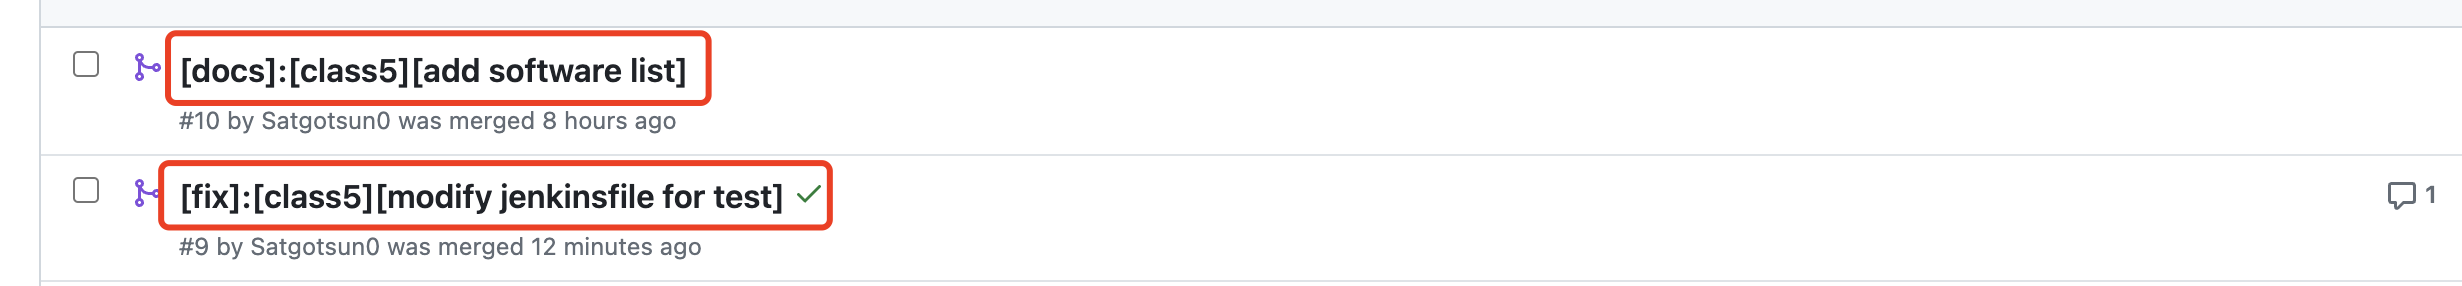 [docs]:[class5][add software list]
#10 by Satgotsun0 was merged 8 hours ago
[fix]:[class5][modify jenkinsfile for test]
1
#9 by Satgotsun0 was merged 12 minutes ago